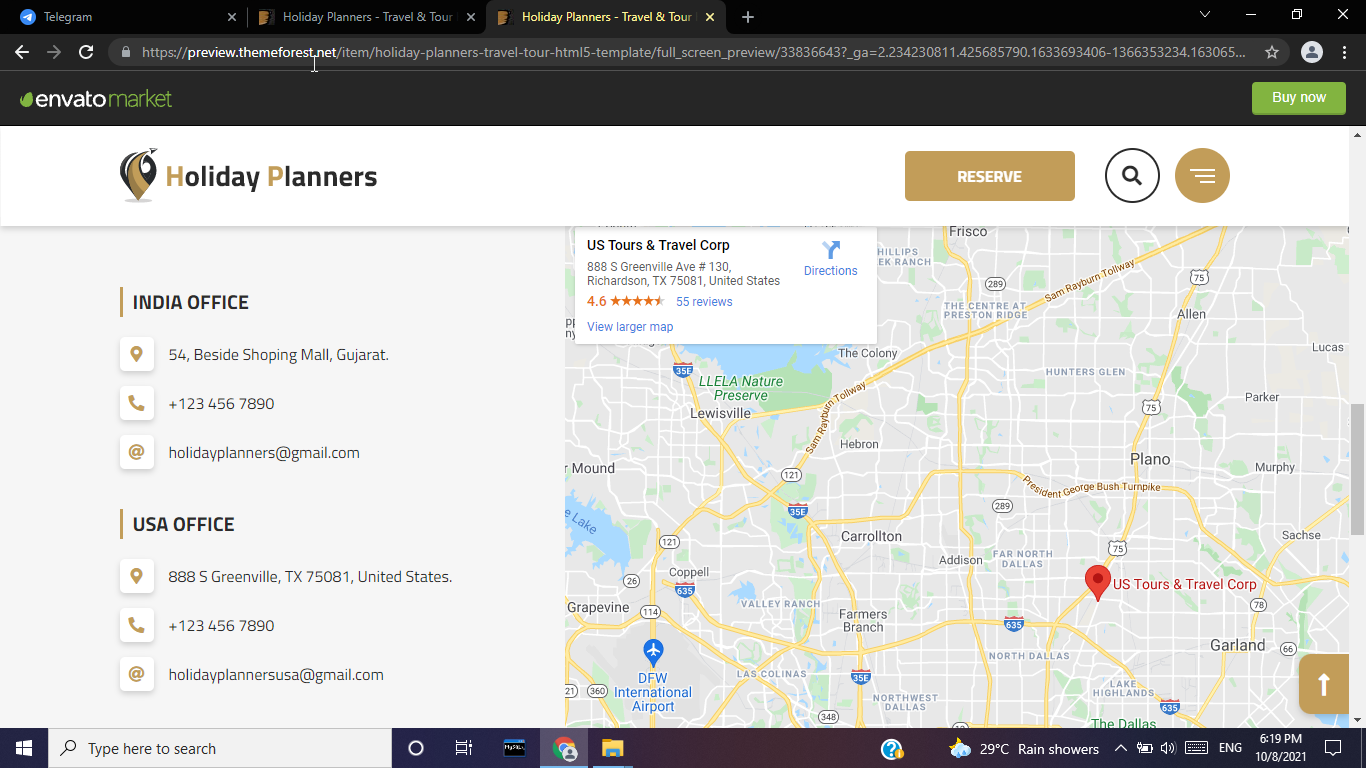 Telegram
Holiday Planners - Travel & Tour
Holiday Planners - Travel & Tour
https://preview.themeforest.net/item/holiday-planners-travel-tour-html5-template/full_screen_preview/33836643?_ga=2.234230811.425685790.1633693406-1366353234.163065...
envatomarket
Buy now
Holiday Planners
RESERVE
INDIA OFFICE
54, Beside Shoping Mall, Gujarat.
+123 456 7890
holidayplanners@gmail.com
USA OFFICE
888 S Greenville, TX 75081, United States.
+123 456 7890
holidayplannersusa@gmail.com
US Tours & Travel Corp
888 S Greenville Ave # 130,
Richardson, TX 75081, United States
4.6
55 reviews
View larger map
Directions
Frisco
HILLIPS
EK RANCH
289
Sam Rayburn Tollway
75
THE CENTRE AT
PRESTON RIDGE
Allen
The Colony
Lucas
35E
LLELA Nature
Preserve
HUNTERS GLEN
Lewisville
Sam Rayburn Tollway
75
Parker
Hebron
Plano
r Mound
121
Murphy
President George Bush Turnpike
289
35E
e Lake
Carrollton
Sachse
121
75
Addison
FAR NORTH
DALLAS
Coppell
26
635
US Tours & Travel Corp
VALLEY RANCH
Grapevine
114
Farmers
Branch
78
635
Garland
66
NORTH DALLAS
DFW
International
Airport
LAS COLINAS
35E
LAKE
HIGHLANDS
21
360
NORTHWEST
DALLAS
635
348
The Dallas
Type here to search
MySQL
29°C Rain showers
ENG
6:19 PM
10/8/2021